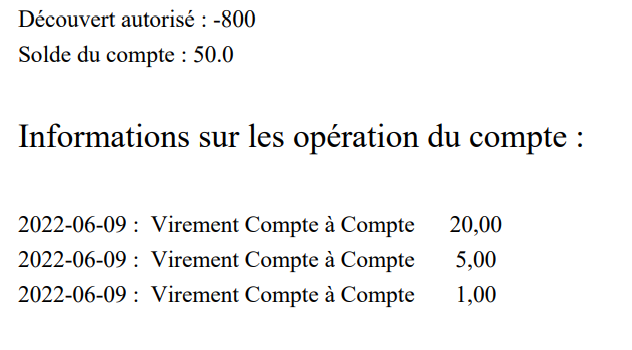 Découvert autorisé : -800
Solde du compte : 50.0
Informations sur les opération du compte :
2022-06-09 : Virement Compte à Compte 20,00
2022-06-09 : Virement Compte à Compte 5,00
2022-06-09 : Virement Compte à Compte 1,00